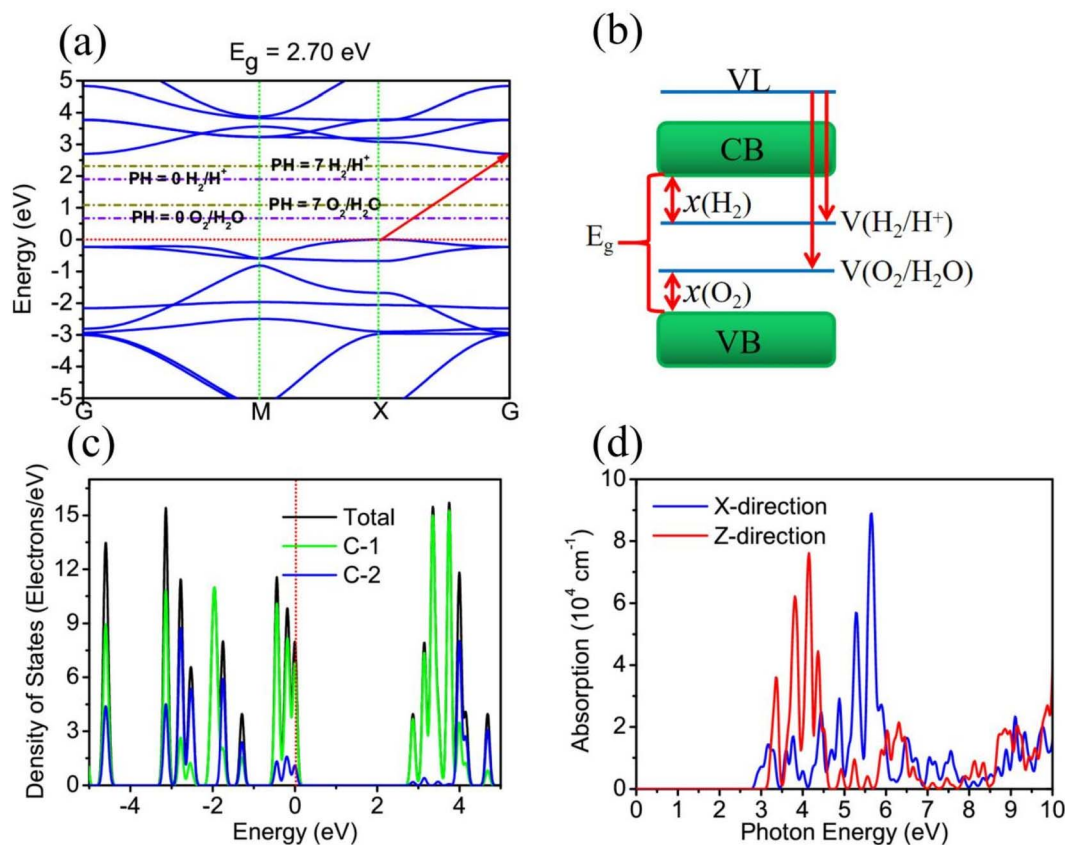 (a)
E_g = 2.70 eV
Energy (eV)
5
4
3
2
1
0
-1
-2
-3
-4
-5
PH = 7 H₂/H⁺
PH = 0 H₂/H⁺
PH = 7 O₂/H₂O
PH = 0 O₂/H₂O
G M X G
(b)
VL
CB
x(H₂)
V(H₂/H⁺)
E_g
V(O₂/H₂O)
x(O₂)
VB
(c)
Density of States (Electrons/eV)
15
12
9
6
3
0
Total
C-1
C-2
-4 -2 0 2 4
Energy (eV)
(d)
Absorption (10⁴ cm⁻¹)
10
8
6
4
2
0
X-direction
Z-direction
0 1 2 3 4 5 6 7 8 9 10
Photon Energy (eV)